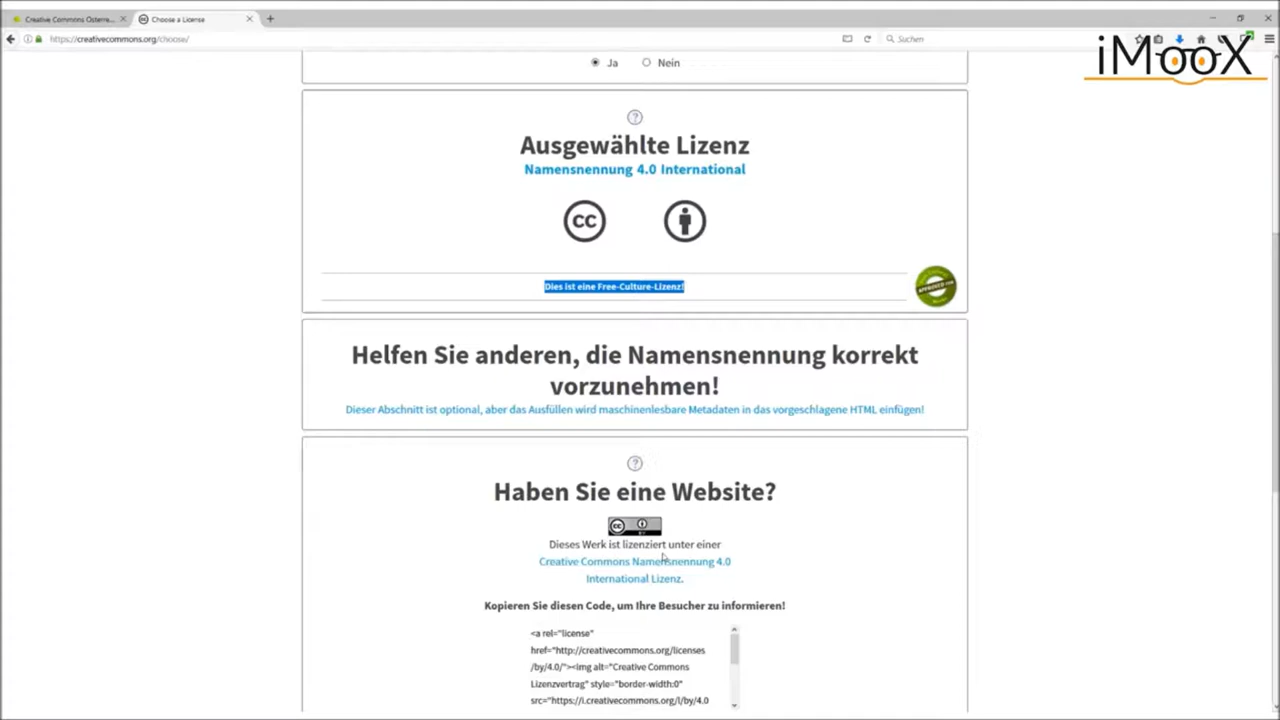 Creative Commons Österre...
Choose a License
https://creativecommons.org/choose/
Suchen
iMooX
Ja
Nein
Ausgewählte Lizenz
Namensnennung 4.0 International
cc
Dies ist eine Free-Culture-Lizenz!
Helfen Sie anderen, die Namensnennung korrekt
vorzunehmen!
Dieser Abschnitt ist optional, aber das Ausfüllen wird maschinenlesbare Metadaten in das vorgeschlagene HTML einfügen!
Haben Sie eine Website?
cc
BY
Dieses Werk ist lizenziert unter einer
Creative Commons Namensnennung 4.0
International Lizenz.
Kopieren Sie diesen Code, um Ihre Besucher zu informieren!
<a rel="license"
href="http://creativecommons.org/licenses
/by/4.0/"><img alt="Creative Commons
Lizenzvertrag" style="border-width:0"
src="https://i.creativecommons.org/l/by/4.0